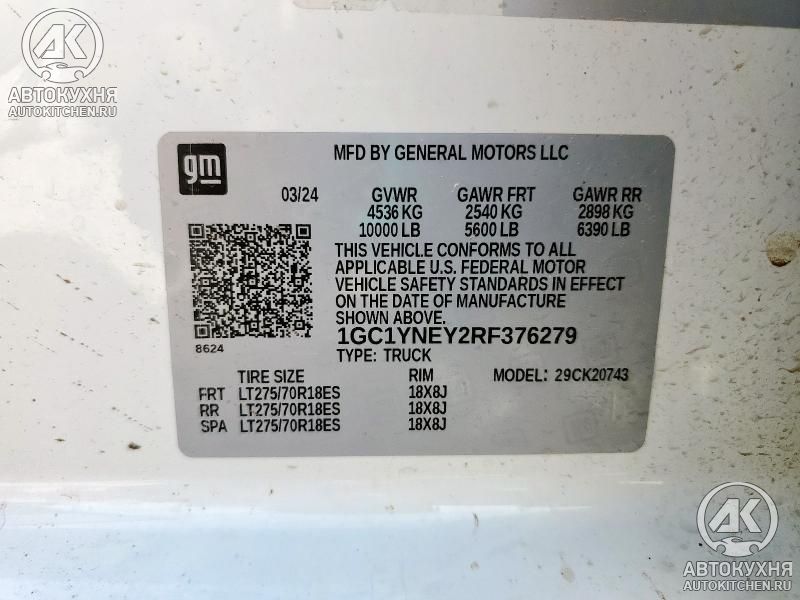 AK
АВТОКУХНЯ
AUTOKITCHEN.RU
gm
MFD BY GENERAL MOTORS LLC
03/24 GVWR GAWR FRT GAWR RR
4536 KG 2540 KG 2898 KG
10000 LB 5600 LB 6390 LB
THIS VEHICLE CONFORMS TO ALL
APPLICABLE U.S. FEDERAL MOTOR
VEHICLE SAFETY STANDARDS IN EFFECT
ON THE DATE OF MANUFACTURE
SHOWN ABOVE.
8624
1GC1YNEY2RF376279
TYPE: TRUCK
TIRE SIZE RIM MODEL: 29CK20743
FRT LT275/70R18ES 18X8J
RR LT275/70R18ES 18X8J
SPA LT275/70R18ES 18X8J
AK
АВТОКУХНЯ
AUTOKITCHEN.RU